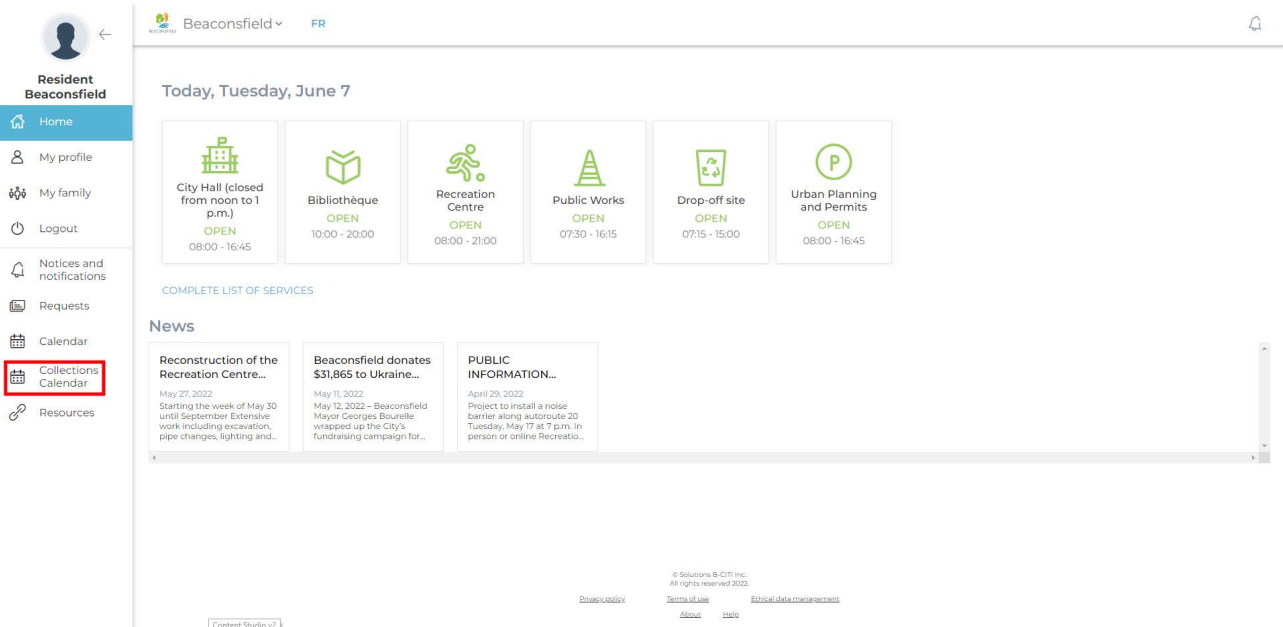 Beaconsfield
FR
Resident
Beaconsfield
Home
My profile
My family
Logout
Notices and
notifications
Requests
Calendar
Collections
Calendar
Resources
Today, Tuesday, June 7
City Hall (closed
from noon to 1
p.m.)
OPEN
08:00 - 16:45
Bibliothèque
OPEN
10:00 - 20:00
Recreation
Centre
OPEN
08:00 - 21:00
Public Works
OPEN
07:30 - 16:15
Drop-off site
OPEN
07:15 - 15:00
Urban Planning
and Permits
OPEN
08:00 - 16:45
COMPLETE LIST OF SERVICES
News
Reconstruction of the
Recreation Centre...
May 27, 2022
Starting the week of May 30
until September Extensive
work including excavation,
pipe changes, lighting and...
Beaconsfield donates
$31,865 to Ukraine...
May 11, 2022
May 12, 2022 – Beaconsfield
Mayor Georges Bourelle
wrapped up the City's
fundraising campaign for...
PUBLIC
INFORMATION...
April 29, 2022
Project to install a noise
barrier along autoroute 20
Tuesday, May 17 at 7 p.m. In
person or online Recreatio...
© Solutions B-CITI Inc.
All rights reserved 2022.
Privacy policy
Terms of use
Ethical data management
About
Help
Content Studio v2